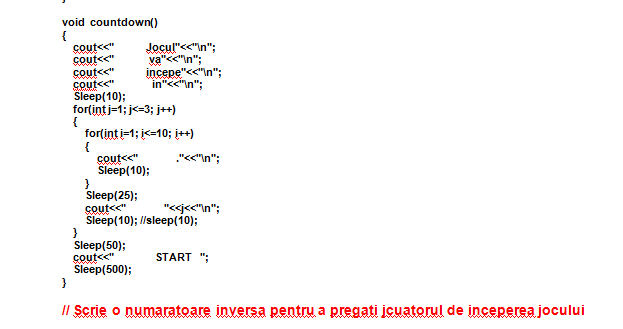 }
void countdown()
{
cout<<"        Jocul"<<"\n";
cout<<"        va"<<"\n";
cout<<"        incepe"<<"\n";
cout<<"        in"<<"\n";
Sleep(10);
for(int j=1; j<=3; j++)
{
for(int i=1; i<=10; i++)
{
cout<<"        ."<<"\n";
Sleep(10);
}
Sleep(25);
cout<<"        "<<j<<"\n";
Sleep(10); //sleep(10);
}
Sleep(50);
cout<<"        START  ";
Sleep(500);
}
// Scrie o numaratoare inversa pentru a pregati jcuatorul de inceperea jocului